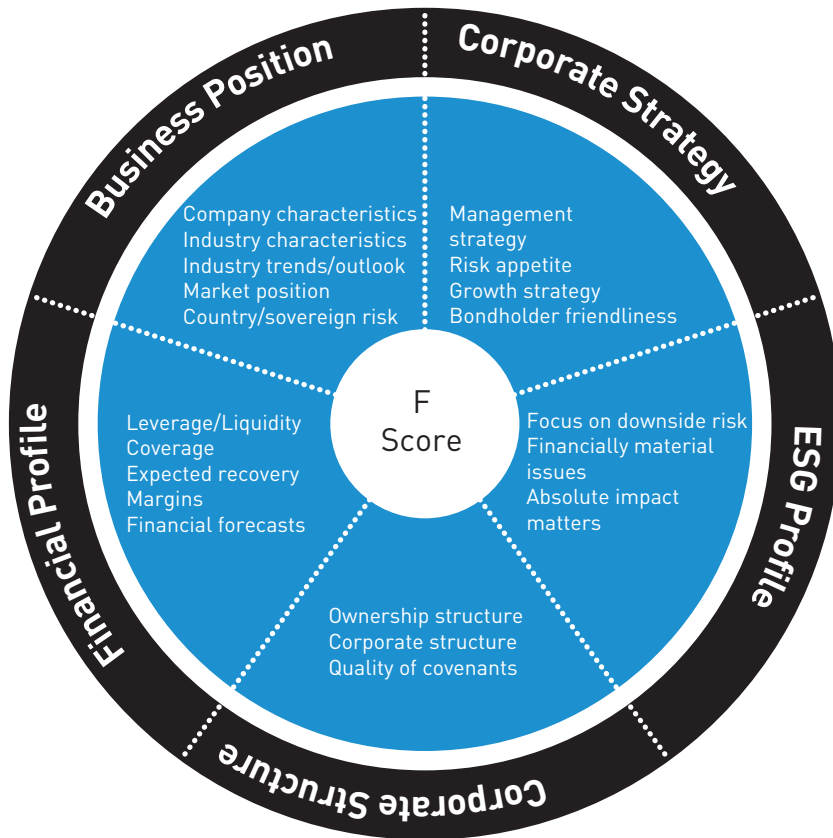 Business Position
Corporate Strategy
Company characteristics
Industry characteristics
Industry trends/outlook
Market position
Country/sovereign risk
Management
strategy
Risk appetite
Growth strategy
Bondholder friendliness
F
Score
Leverage/Liquidity
Coverage
Expected recovery
Margins
Financial forecasts
Focus on downside risk
Financially material
issues
Absolute impact
matters
Financial Profile
ESG Profile
Ownership structure
Corporate structure
Quality of covenants
Corporate Structure